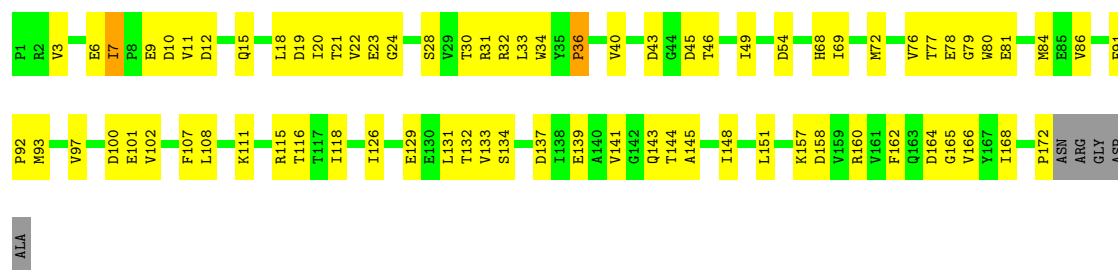 P1 R2 V3 E6 I7 P8 E9 D10 V11 D12 Q15 L18 D19 I20 T21 V22 E23 G24 S28 V29 T30 R31 R32 L33 W34 Y35 P36 V40 D43 G44 D45 T46 I49 D54 H68 I69 M72 V76 T77 E78 G79 W80 E81 M84 E85 V86
P92 M93 V97 D100 E101 V102 F107 L108 K111 R115 T116 T117 I118 I126 E129 E130 L131 T132 V133 S134 D137 I138 E139 A140 V141 G142 Q143 T144 A145 I148 L151 K157 D158 V159 R160 V161 F162 Q163 D164 G165 V166 Y167 I168 P172 ASN ARG GLY ASP
ALA